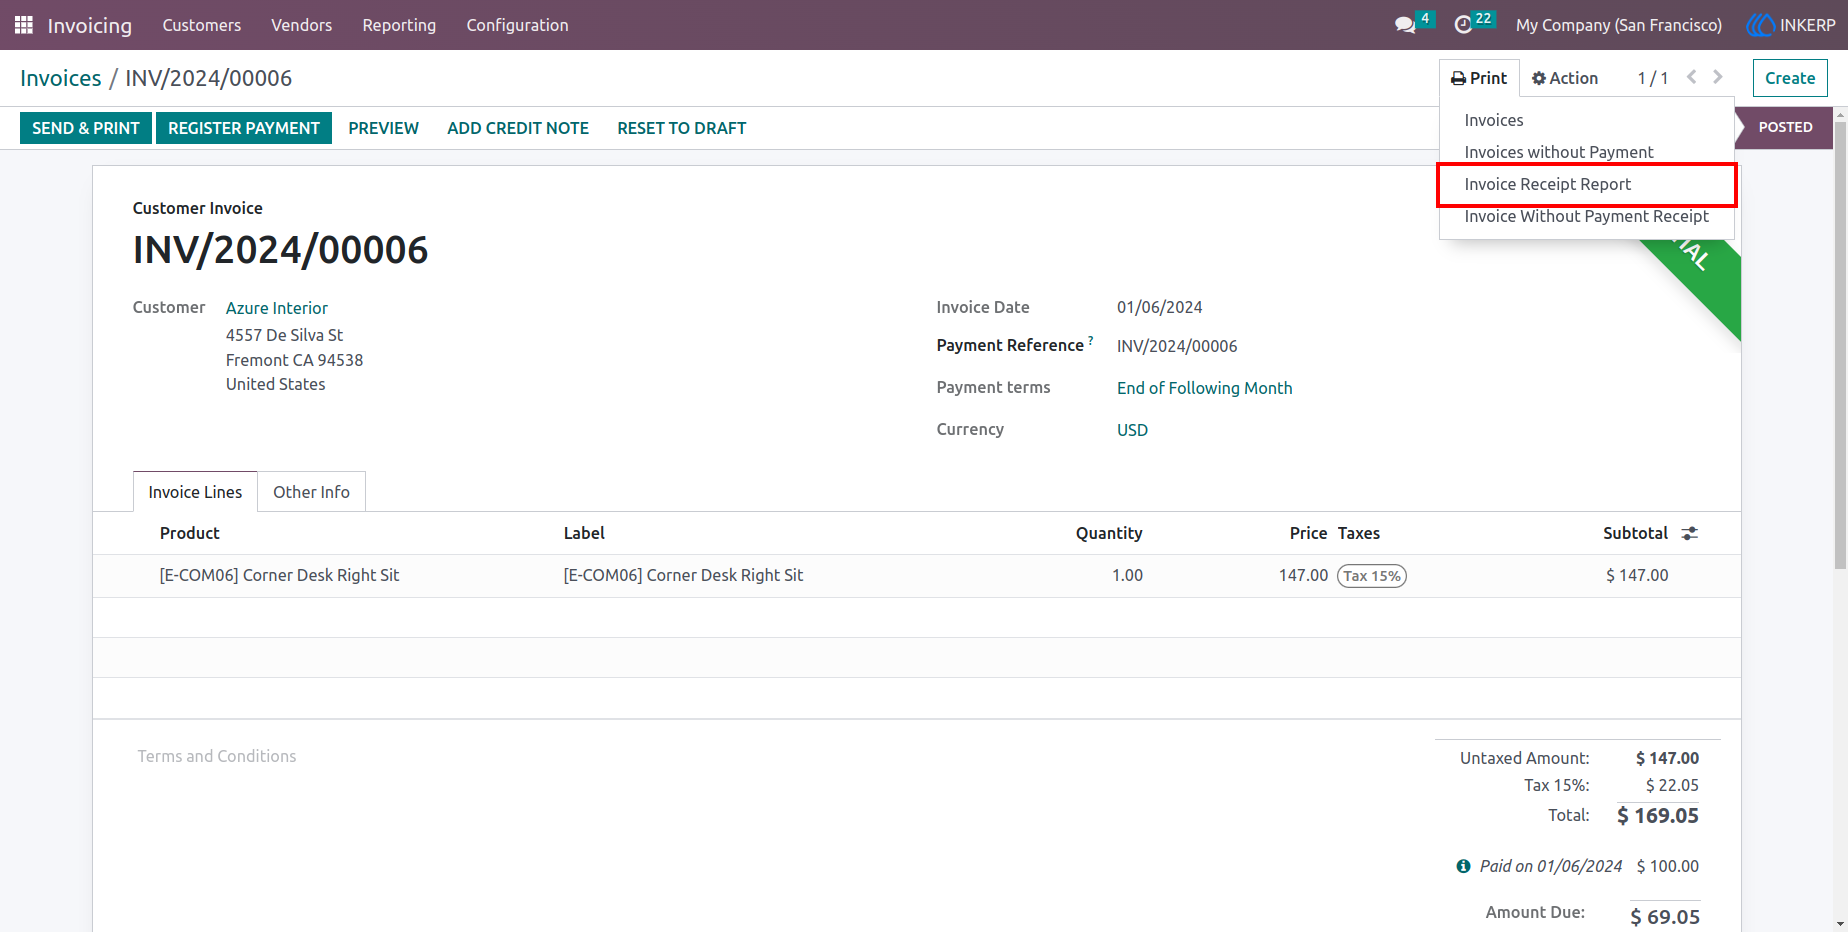 Invoicing Customers Vendors Reporting Configuration 4 22 My Company (San Francisco) INKERP
Invoices / INV/2024/00006 Print Action 1 / 1 Create
SEND & PRINT REGISTER PAYMENT PREVIEW ADD CREDIT NOTE RESET TO DRAFT POSTED
Invoices
Invoices without Payment
Invoice Receipt Report
Invoice Without Payment Receipt
Customer Invoice
INV/2024/00006
Customer Azure Interior
4557 De Silva St
Fremont CA 94538
United States
Invoice Date 01/06/2024
Payment Reference ? INV/2024/00006
Payment terms End of Following Month
Currency USD
Invoice Lines Other Info
Product Label Quantity Price Taxes Subtotal
[E-COM06] Corner Desk Right Sit [E-COM06] Corner Desk Right Sit 1.00 147.00 Tax 15% $ 147.00
Terms and Conditions
Untaxed Amount: $ 147.00
Tax 15%: $ 22.05
Total: $ 169.05
Paid on 01/06/2024 $ 100.00
Amount Due: $ 69.05